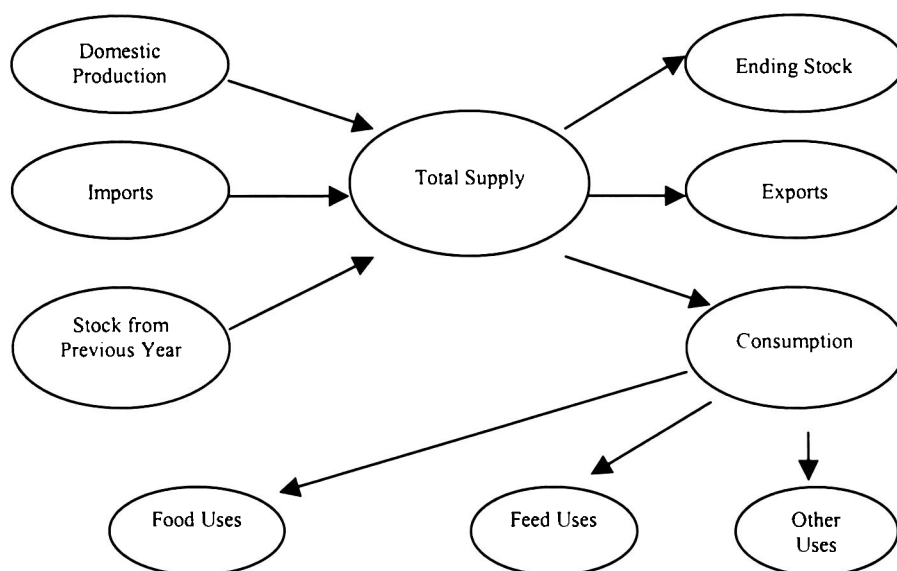 Domestic
Production
Ending Stock
Imports
Total Supply
Exports
Stock from
Previous Year
Consumption
Food Uses
Feed Uses
Other
Uses